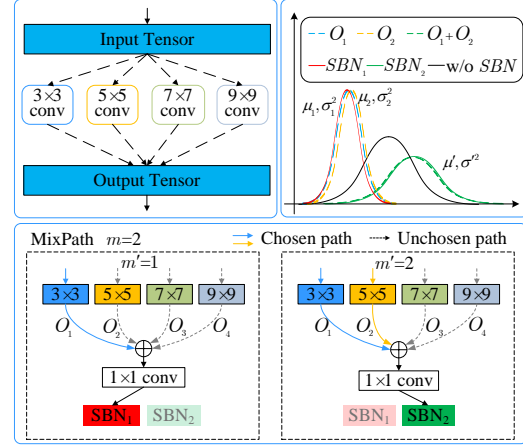 Input Tensor
3×3 conv
5×5 conv
7×7 conv
9×9 conv
Output Tensor
O₁ O₂ O₁+O₂
SBN₁ SBN₂ w/o SBN
μ₁,σ₁²
μ₂,σ₂²
μ′,σ′²
MixPath m=2
Chosen path
Unchosen path
m′=1
3×3 5×5 7×7 9×9
O₁ O₂ O₃ O₄
1×1 conv
SBN₁ SBN₂
m′=2
3×3 5×5 7×7 9×9
O₁ O₂ O₃ O₄
1×1 conv
SBN₁ SBN₂